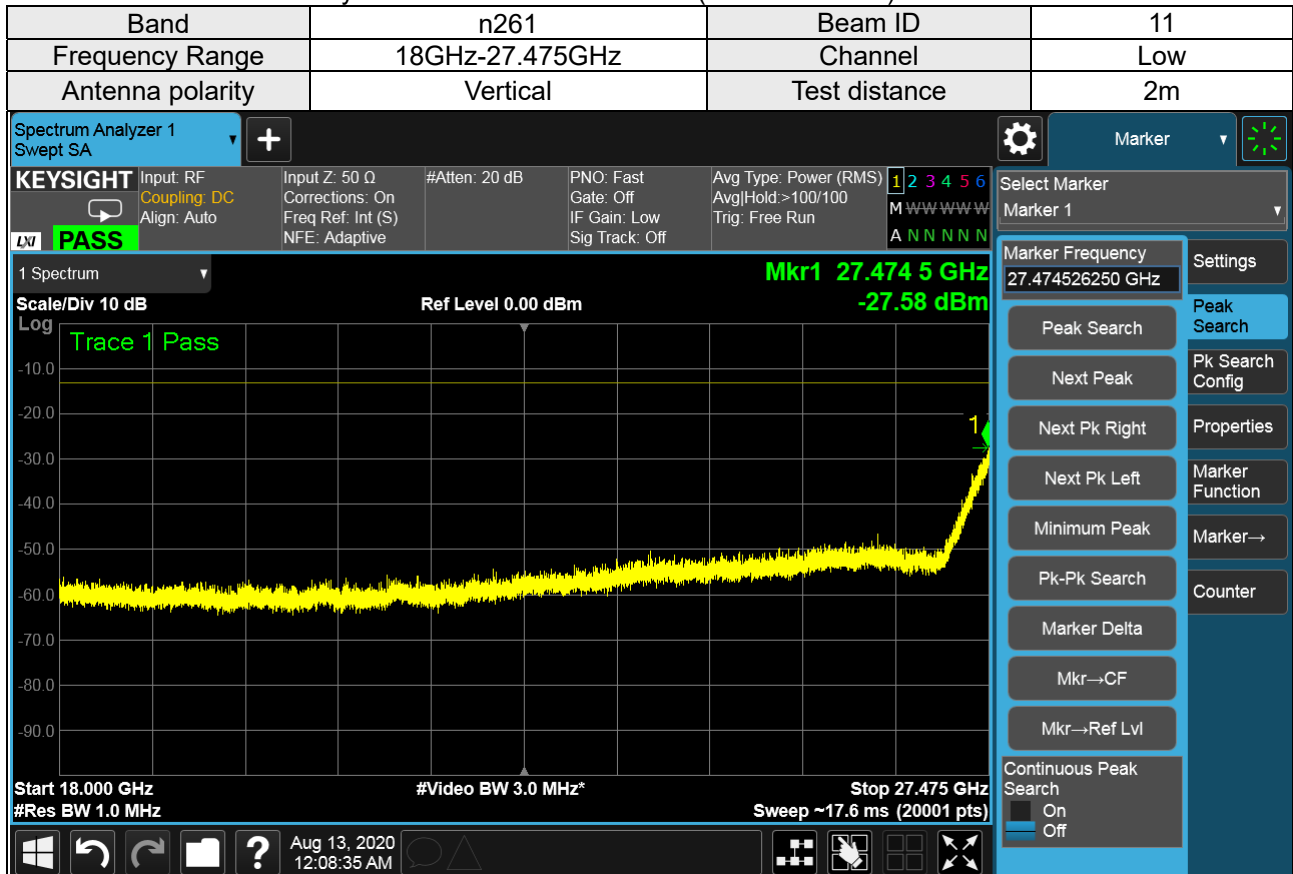 Band n261 Beam ID 11
Frequency Range 18GHz-27.475GHz Channel Low
Antenna polarity Vertical Test distance 2m
Spectrum Analyzer 1
Swept SA
+
Marker
KEYSIGHT
LXI PASS
Input: RF
Coupling: DC
Align: Auto
Input Z: 50 Ω
Corrections: On
Freq Ref: Int (S)
NFE: Adaptive
#Atten: 20 dB
PNO: Fast
Gate: Off
IF Gain: Low
Sig Track: Off
Avg Type: Power (RMS)
Avg|Hold:>100/100
Trig: Free Run
1 2 3 4 5 6
M W W W W W
A N N N N N
Select Marker
Marker 1
1 Spectrum
Mkr1 27.474 5 GHz
-27.58 dBm
Scale/Div 10 dB
Ref Level 0.00 dBm
Log
Trace 1 Pass
-10.0
-20.0
-30.0
-40.0
-50.0
-60.0
-70.0
-80.0
-90.0
1
Start 18.000 GHz
#Video BW 3.0 MHz*
Stop 27.475 GHz
#Res BW 1.0 MHz
Sweep ~17.6 ms (20001 pts)
Marker Frequency
27.474526250 GHz
Peak Search
Next Peak
Next Pk Right
Next Pk Left
Minimum Peak
Pk-Pk Search
Marker Delta
Mkr→CF
Mkr→Ref Lvl
Continuous Peak
Search
On
Off
Settings
Peak
Search
Pk Search
Config
Properties
Marker
Function
Marker→
Counter
?
Aug 13, 2020
12:08:35 AM